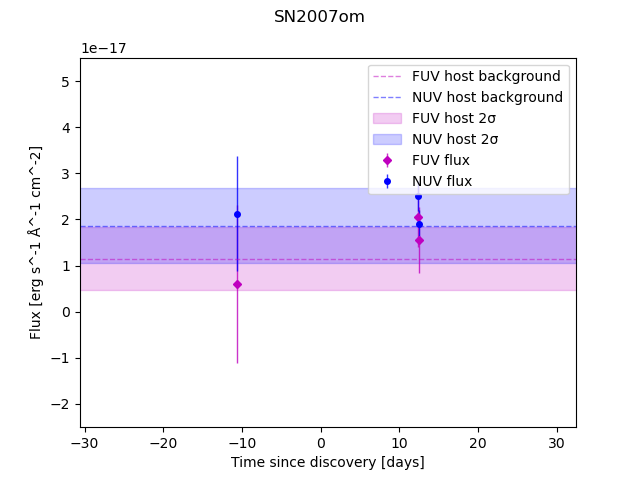 SN2007om
1e−17
FUV host background
NUV host background
FUV host 2σ
NUV host 2σ
FUV flux
NUV flux
5
4
3
2
1
0
−1
−2
Flux [erg s^-1 Å^-1 cm^-2]
−30
−20
−10
0
10
20
30
Time since discovery [days]